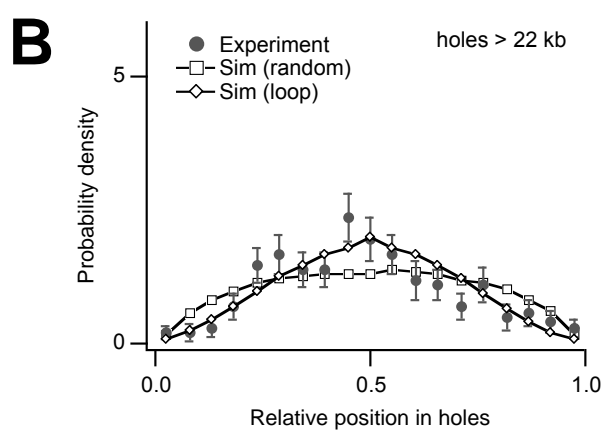 B
holes > 22 kb
Experiment
Sim (random)
Sim (loop)
5
Probability density
0
0.0
0.5
1.0
Relative position in holes